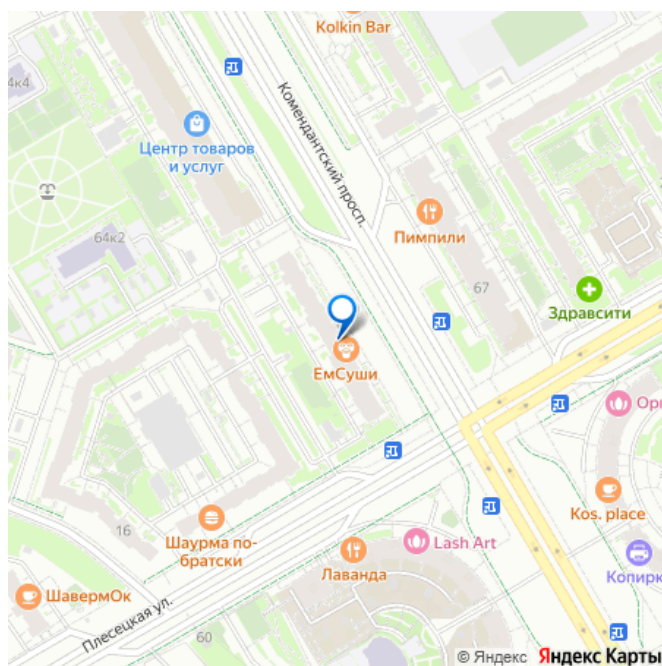 Kolkin Bar
4к4
Комендантский просп.
Центр товаров
и услуг
Пимпили
64к2
67
Здравсити
ЕмСуши
Орг
Kos. place
16
Шаурма по-
братски
Lash Art
Лаванда
Копирк
ШавермОк
Плесецкая ул.
60
© Яндекс Яндекс Карты